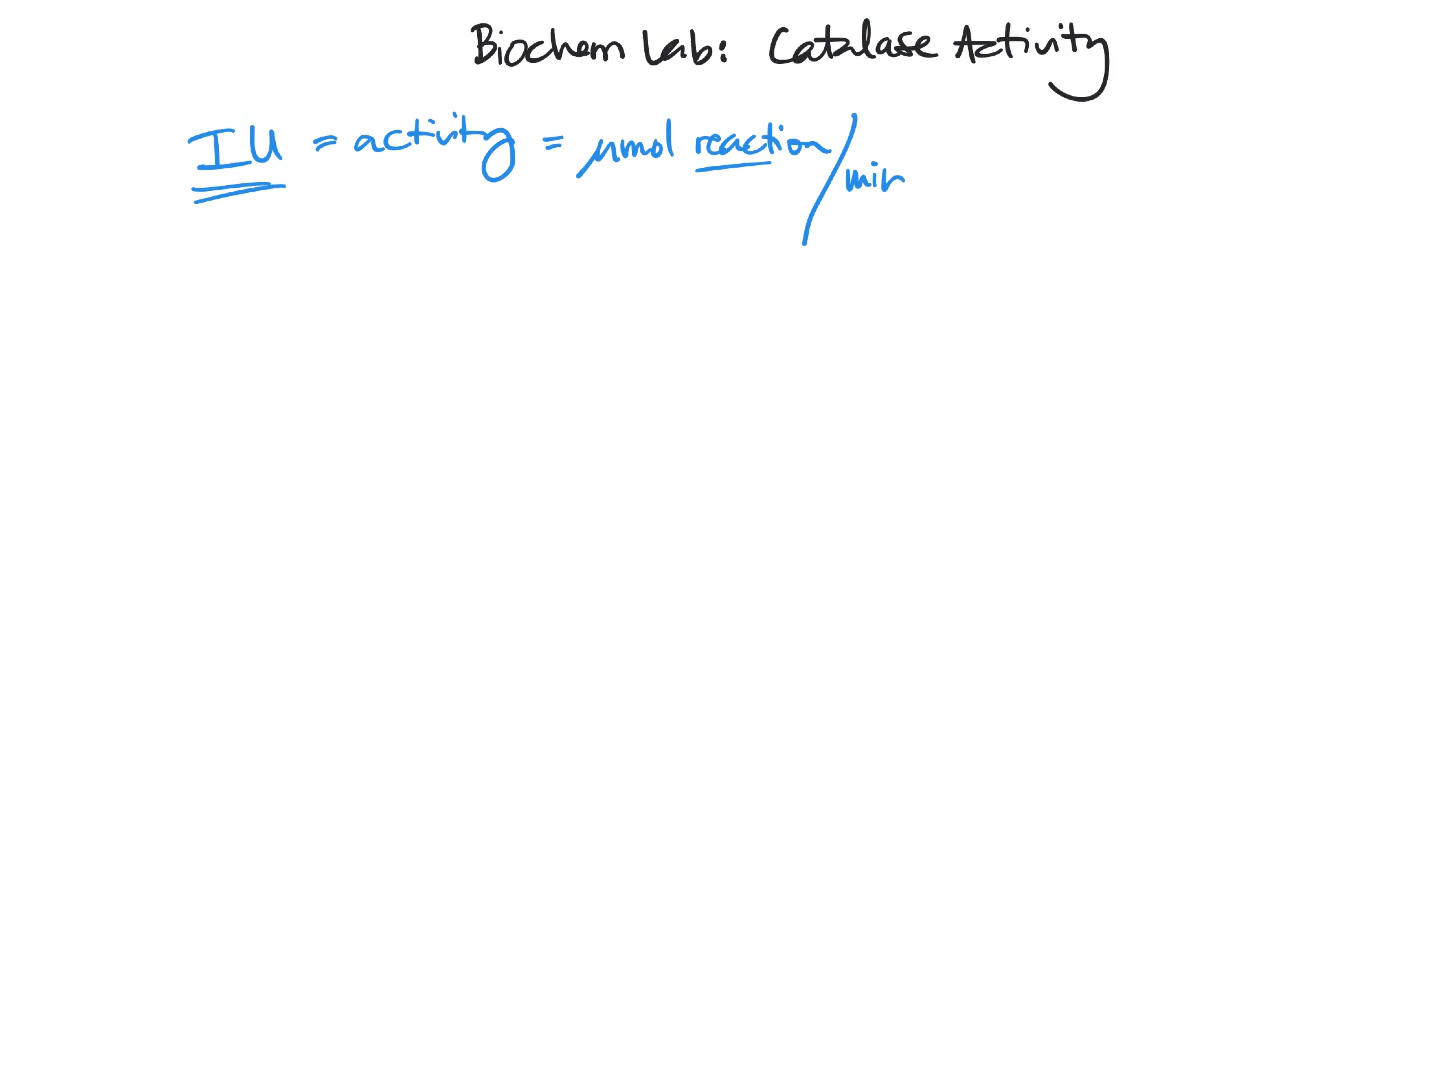 Biochem Lab: Catalase Activity
IU = activity = μmol reaction/min